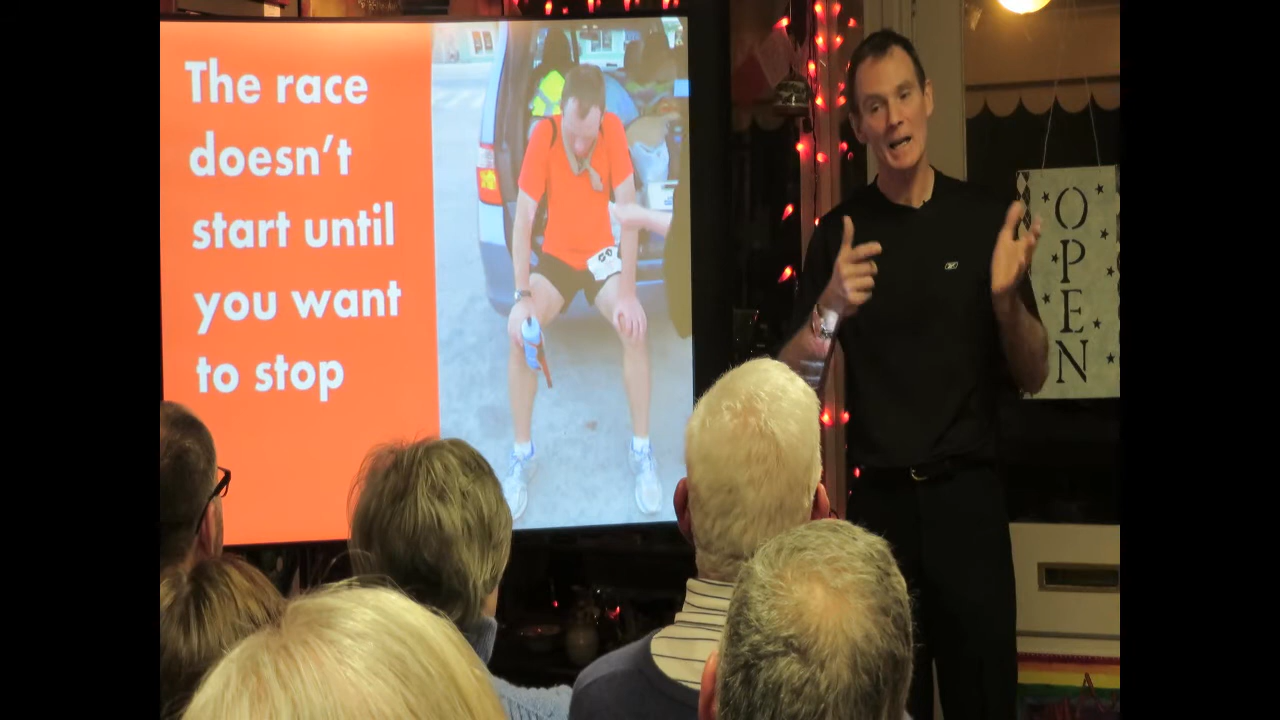 The race
doesn't
start until
you want
to stop
OPEN